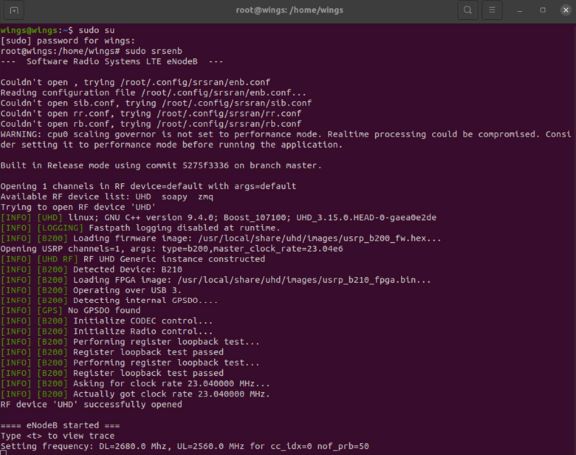 root@wings: /home/wings
wings@wings:~$ sudo su
[sudo] password for wings:
root@wings:/home/wings# sudo srsenb
---  Software Radio Systems LTE eNodeB  ---
Couldn't open , trying /root/.config/srsran/enb.conf
Reading configuration file /root/.config/srsran/enb.conf...
Couldn't open sib.conf, trying /root/.config/srsran/sib.conf
Couldn't open rr.conf, trying /root/.config/srsran/rr.conf
Couldn't open rb.conf, trying /root/.config/srsran/rb.conf
WARNING: cpu0 scaling governor is not set to performance mode. Realtime processing could be compromised. Consi
der setting it to performance mode before running the application.
Built in Release mode using commit 5275f3336 on branch master.
Opening 1 channels in RF device=default with args=default
Available RF device list: UHD  soapy  zmq
Trying to open RF device 'UHD'
[INFO] [UHD] linux; GNU C++ version 9.4.0; Boost_107100; UHD_3.15.0.HEAD-0-gaea0e2de
[INFO] [LOGGING] Fastpath logging disabled at runtime.
[INFO] [B200] Loading firmware image: /usr/local/share/uhd/images/usrp_b200_fw.hex...
Opening USRP channels=1, args: type=b200,master_clock_rate=23.04e6
[INFO] [UHD RF] RF UHD Generic instance constructed
[INFO] [B200] Detected Device: B210
[INFO] [B200] Loading FPGA image: /usr/local/share/uhd/images/usrp_b210_fpga.bin...
[INFO] [B200] Operating over USB 3.
[INFO] [B200] Detecting internal GPSDO....
[INFO] [GPS] No GPSDO found
[INFO] [B200] Initialize CODEC control...
[INFO] [B200] Initialize Radio control...
[INFO] [B200] Performing register loopback test...
[INFO] [B200] Register loopback test passed
[INFO] [B200] Performing register loopback test...
[INFO] [B200] Register loopback test passed
[INFO] [B200] Asking for clock rate 23.040000 MHz...
[INFO] [B200] Actually got clock rate 23.040000 MHz.
RF device 'UHD' successfully opened
==== eNodeB started ===
Type <t> to view trace
Setting frequency: DL=2680.0 Mhz, UL=2560.0 MHz for cc_idx=0 nof_prb=50